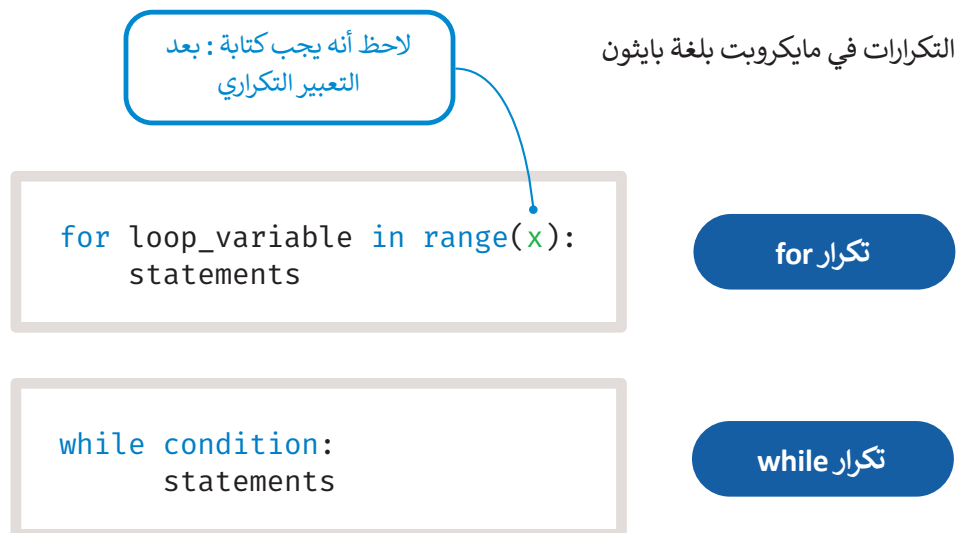 التكرارات في مايكروبت بلغة بايثون
لاحظ أنه يجب كتابة : بعد
التعبير التكراري
for loop_variable in range(x):
    statements
تكرار for
while condition:
      statements
تكرار while